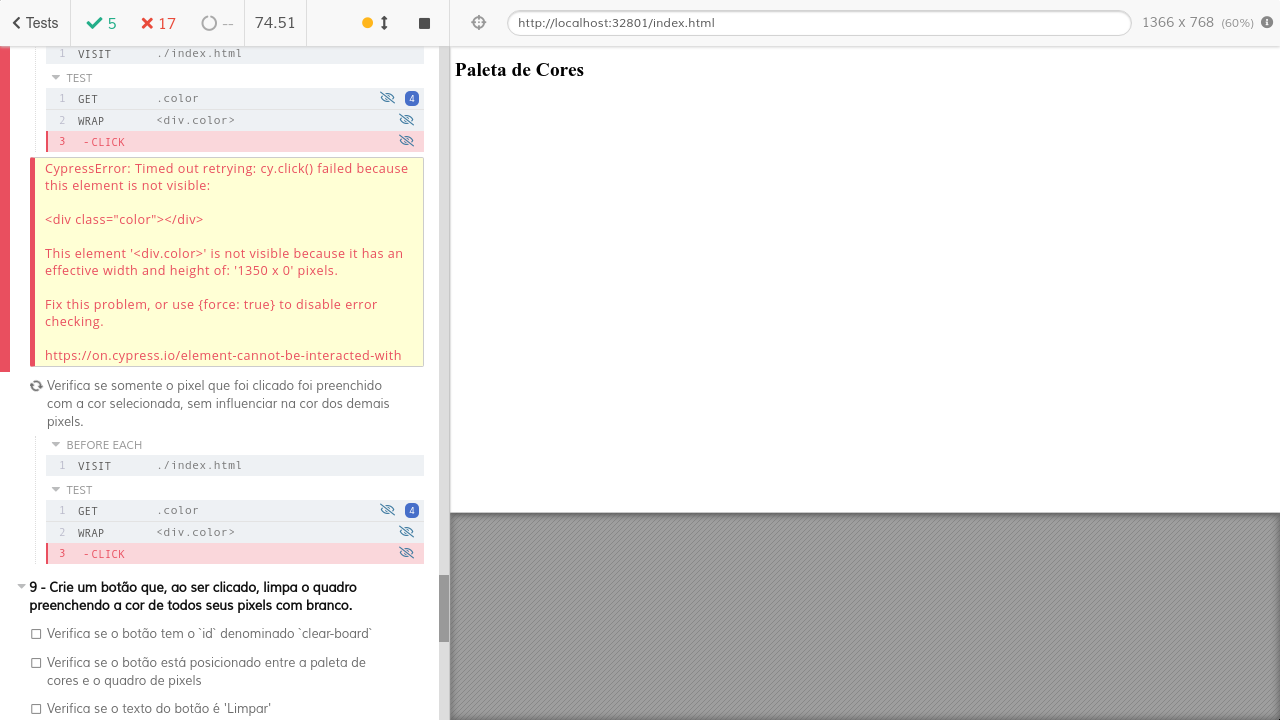 Tests 5 17 -- 74.51 http://localhost:32801/index.html 1366 x 768 (60%)
1 VISIT ./index.html
TEST
1 GET .color 4
2 WRAP <div.color>
3 -CLICK
CypressError: Timed out retrying: cy.click() failed because
this element is not visible:
<div class="color"></div>
This element '<div.color>' is not visible because it has an
effective width and height of: '1350 x 0' pixels.
Fix this problem, or use {force: true} to disable error
checking.
https://on.cypress.io/element-cannot-be-interacted-with
Verifica se somente o pixel que foi clicado foi preenchido
com a cor selecionada, sem influenciar na cor dos demais
pixels.
BEFORE EACH
1 VISIT ./index.html
TEST
1 GET .color 4
2 WRAP <div.color>
3 -CLICK
9 - Crie um botão que, ao ser clicado, limpa o quadro
preenchendo a cor de todos seus pixels com branco.
Verifica se o botão tem o `id` denominado `clear-board`
Verifica se o botão está posicionado entre a paleta de
cores e o quadro de pixels
Verifica se o texto do botão é 'Limpar'
Paleta de Cores